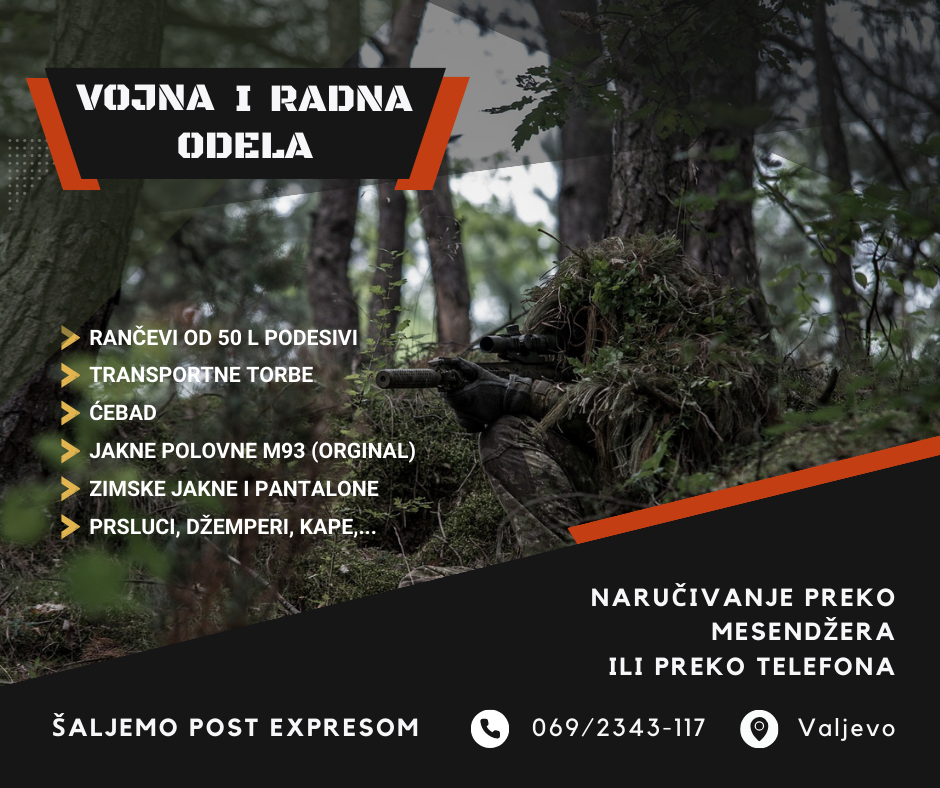 VOJNA I RADNA
ODELA
RANČEVI OD 50 L PODESIVI
TRANSPORTNE TORBE
ĆEBAD
JAKNE POLOVNE M93 (ORGINAL)
ZIMSKE JAKNE I PANTALONE
PRSLUCI, DŽEMPERI, KAPE,...
NARUČIVANJE PREKO
MESENDŽERA
ILI PREKO TELEFONA
ŠALJEMO POST EXPRESOM
069/2343-117
Valjevo